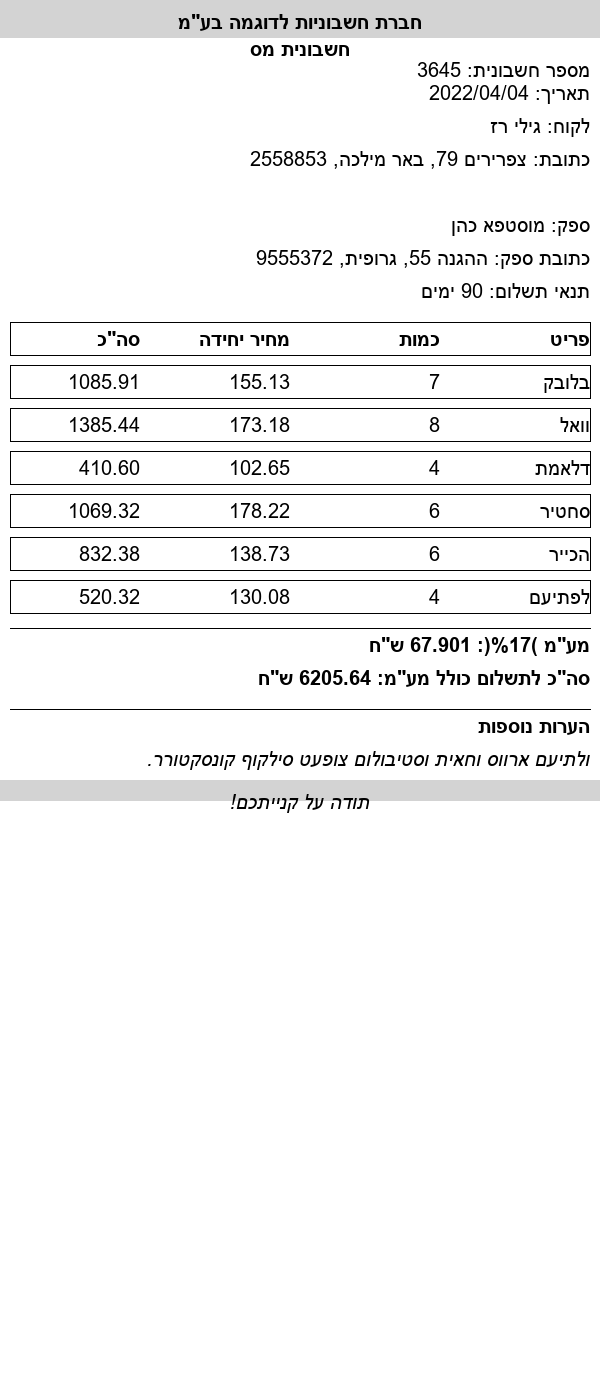 חברת חשבוניות לדוגמה בע"מ
חשבונית מס
מספר חשבונית: 3645
תאריך: 2022/04/04
לקוח: גילי רז
כתובת: צפרירים 79, באר מילכה, 2558853
ספק: מוסטפא כהן
כתובת ספק: ההגנה 55, גרופית, 9555372
תנאי תשלום: 90 ימים
פריט כמות מחיר יחידה סה"כ
בלובק 7 155.13 1085.91
וואל 8 173.18 1385.44
דלאמת 4 102.65 410.60
סחטיר 6 178.22 1069.32
הכייר 6 138.73 832.38
לפתיעם 4 130.08 520.32
מע"מ )17%(: 67.901 ש"ח
סה"כ לתשלום כולל מע"מ: 6205.64 ש"ח
הערות נוספות
ולתיעם ארווס וחאית וסטיבולום צופעט סילקוף קונסקטורר.
תודה על קנייתכם!